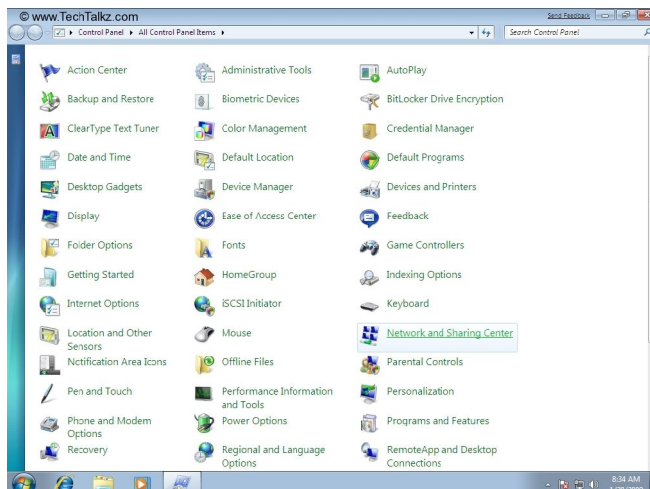 © www.TechTalkz.com
Send Feedback
Control Panel All Control Panel Items
Search Control Panel
Action Center
Administrative Tools
AutoPlay
Backup and Restore
Biometric Devices
BitLocker Drive Encryption
ClearType Text Tuner
Color Management
Credential Manager
Date and Time
Default Location
Default Programs
Desktop Gadgets
Device Manager
Devices and Printers
Display
Ease of Access Center
Feedback
Folder Options
Fonts
Game Controllers
Getting Started
HomeGroup
Indexing Options
Internet Options
iSCSI Initiator
Keyboard
Location and Other
Sensors
Mouse
Network and Sharing Center
Notification Area Icons
Offline Files
Parental Controls
Pen and Touch
Performance Information
and Tools
Personalization
Phone and Modem
Options
Power Options
Programs and Features
Recovery
Regional and Language
Options
RemoteApp and Desktop
Connections
8:34 AM